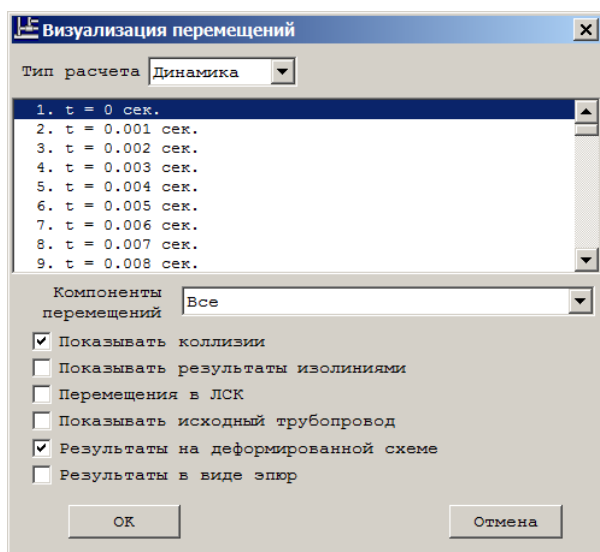 Визуализация перемещений
Тип расчета Динамика
1. t = 0 сек.
2. t = 0.001 сек.
3. t = 0.002 сек.
4. t = 0.003 сек.
5. t = 0.004 сек.
6. t = 0.005 сек.
7. t = 0.006 сек.
8. t = 0.007 сек.
9. t = 0.008 сек.
Компоненты
перемещений
Все
Показывать коллизии
Показывать результаты изолиниями
Перемещения в ЛСК
Показывать исходный трубопровод
Результаты на деформированной схеме
Результаты в виде эпюр
OK Отмена